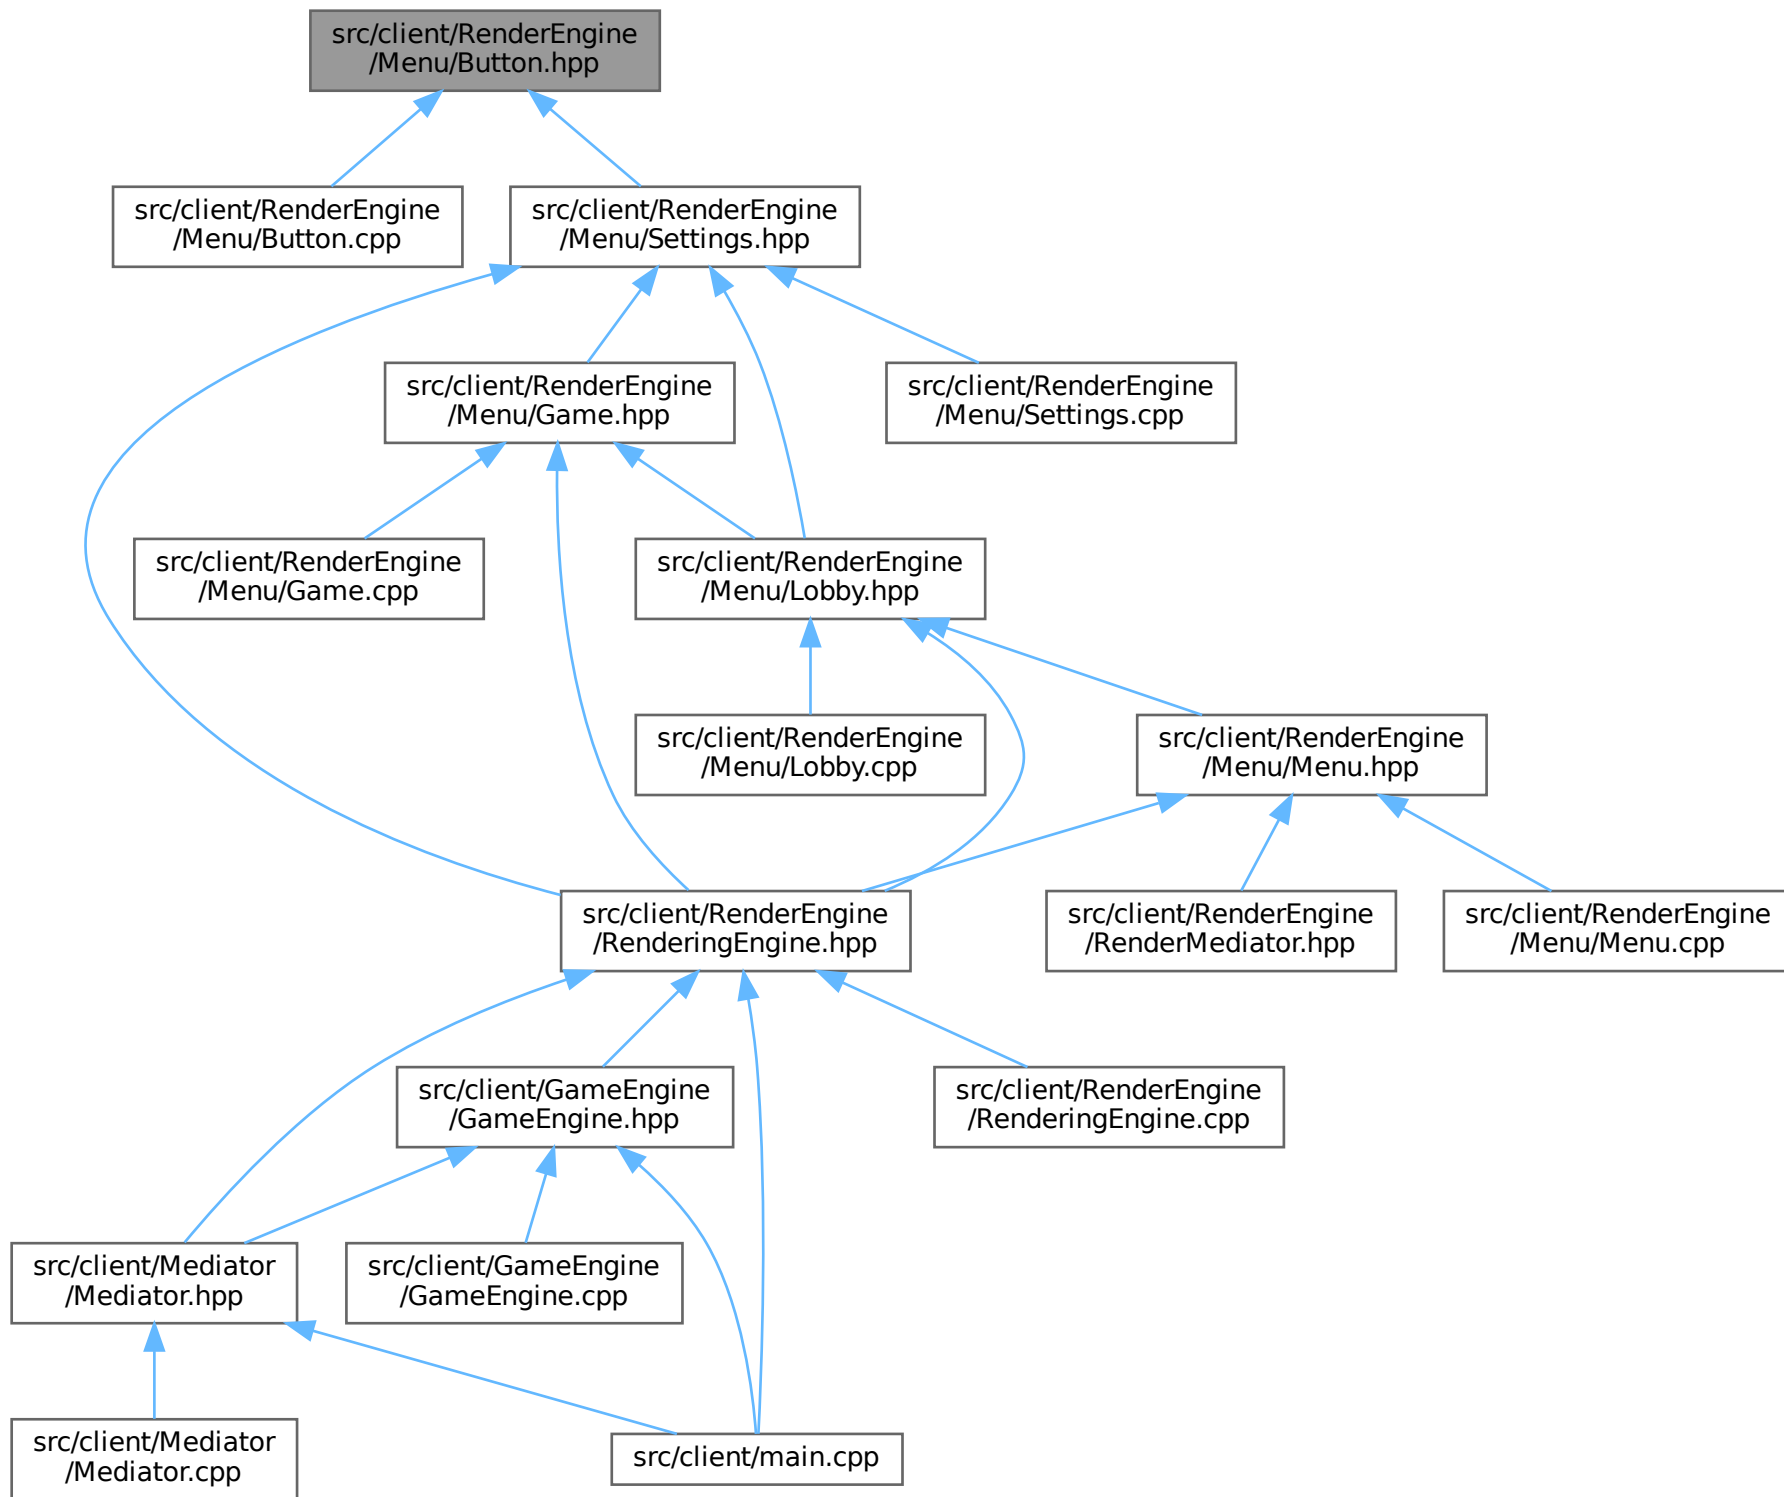 src/client/RenderEngine
/Menu/Button.hpp
src/client/RenderEngine
/Menu/Button.cpp
src/client/RenderEngine
/Menu/Settings.hpp
src/client/RenderEngine
/Menu/Game.hpp
src/client/RenderEngine
/Menu/Settings.cpp
src/client/RenderEngine
/Menu/Game.cpp
src/client/RenderEngine
/Menu/Lobby.hpp
src/client/RenderEngine
/Menu/Lobby.cpp
src/client/RenderEngine
/Menu/Menu.hpp
src/client/RenderEngine
/RenderingEngine.hpp
src/client/RenderEngine
/RenderMediator.hpp
src/client/RenderEngine
/Menu/Menu.cpp
src/client/GameEngine
/GameEngine.hpp
src/client/RenderEngine
/RenderingEngine.cpp
src/client/Mediator
/Mediator.hpp
src/client/GameEngine
/GameEngine.cpp
src/client/Mediator
/Mediator.cpp
src/client/main.cpp